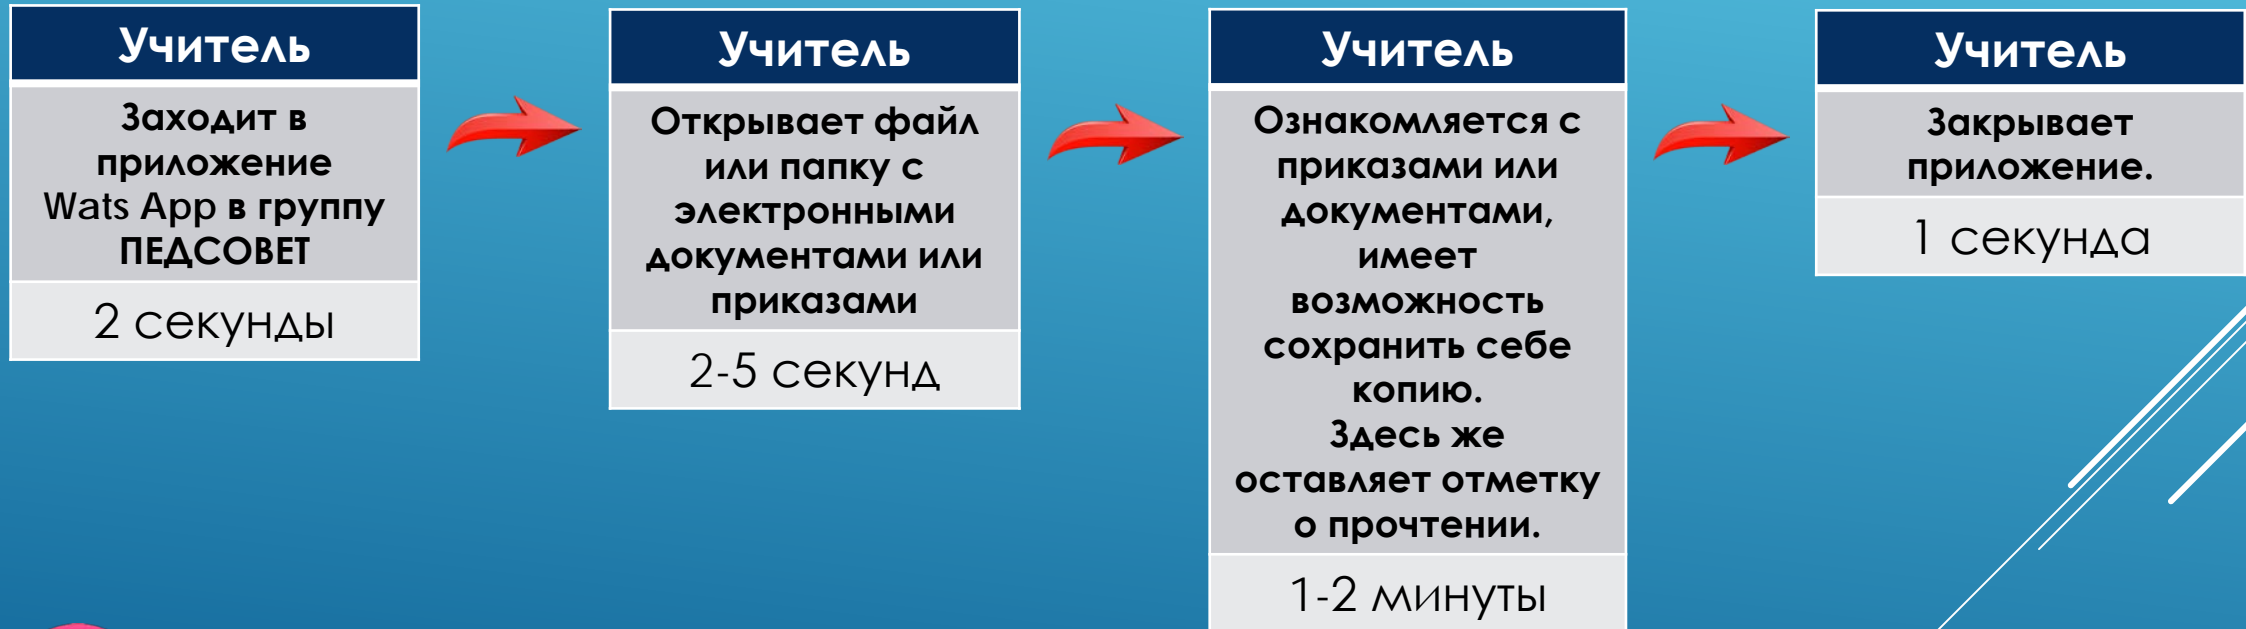 Учитель
Заходит в
приложение
Wats App в группу
ПЕДСОВЕТ
2 секунды
Учитель
Открывает файл
или папку с
электронными
документами или
приказами
2-5 секунд
Учитель
Ознакомляется с
приказами или
документами,
имеет
возможность
сохранить себе
копию.
Здесь же
оставляет отметку
о прочтении.
1-2 минуты
Учитель
Закрывает
приложение.
1 секунда